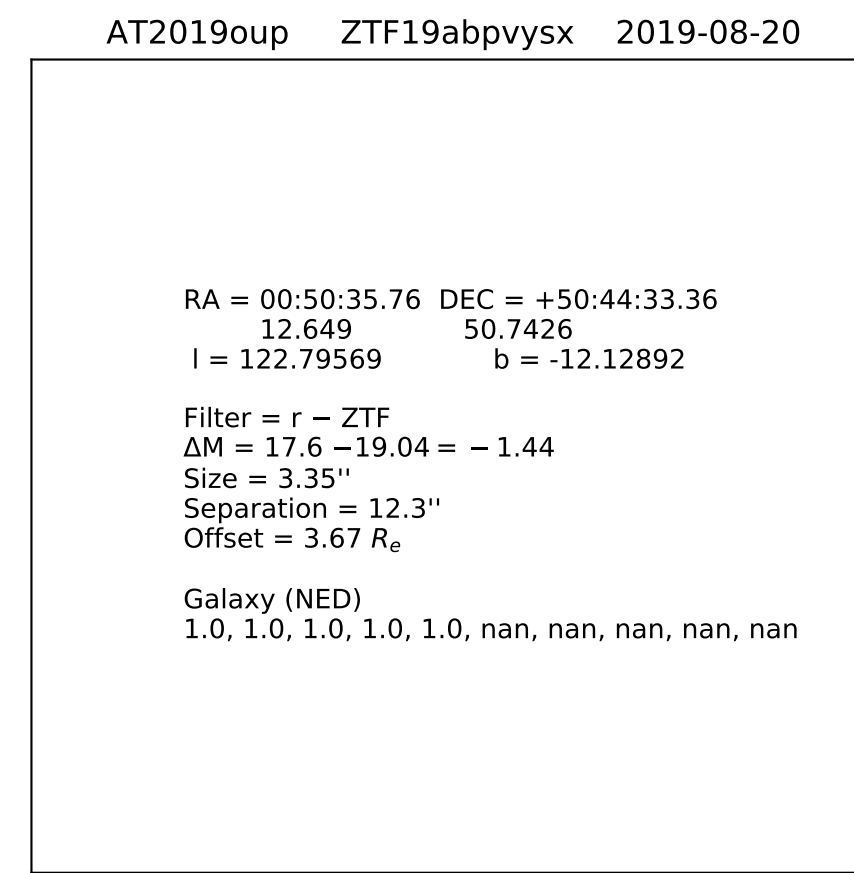 AT2019oup ZTF19abpvysx 2019-08-20
RA = 00:50:35.76 DEC = +50:44:33.36
12.649 50.7426
l = 122.79569 b = -12.12892
Filter = r − ZTF
ΔM = 17.6 −19.04 = − 1.44
Size = 3.35''
Separation = 12.3''
Offset = 3.67 Rₑ
Galaxy (NED)
1.0, 1.0, 1.0, 1.0, 1.0, nan, nan, nan, nan, nan